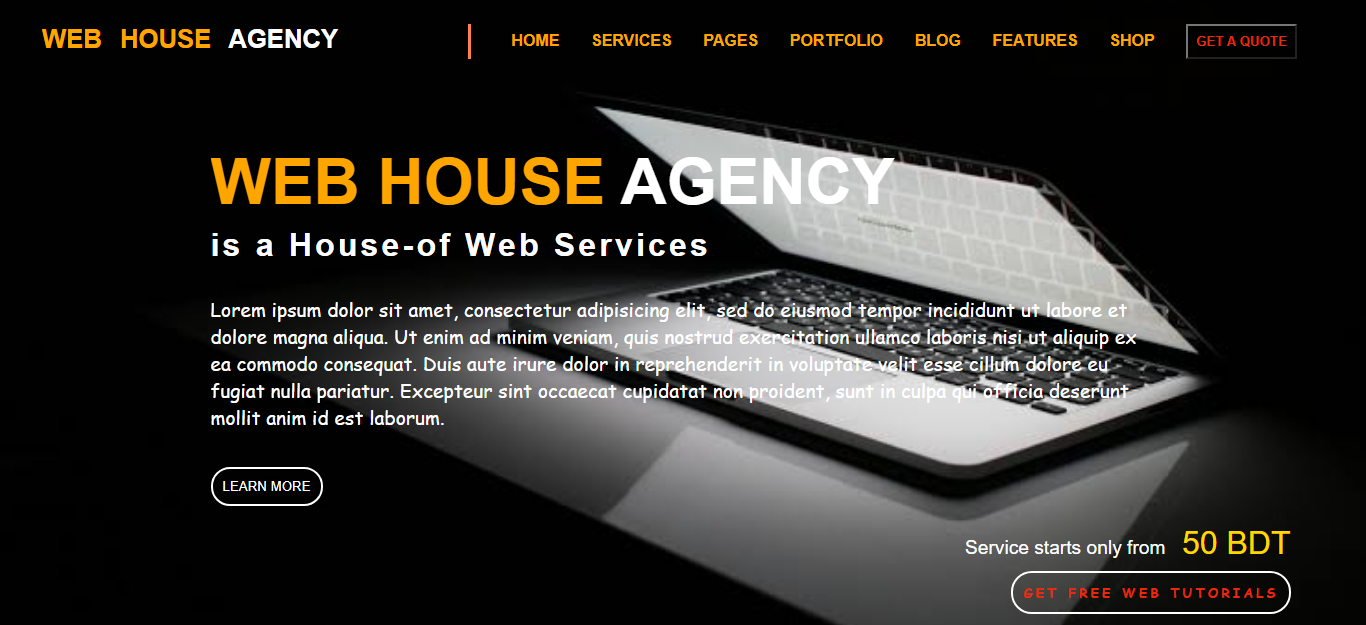 WEB HOUSE AGENCY
HOME SERVICES PAGES PORTFOLIO BLOG FEATURES SHOP GET A QUOTE
WEB HOUSE AGENCY
is a House-of Web Services
Lorem ipsum dolor sit amet, consectetur adipisicing elit, sed do eiusmod tempor incididunt ut labore et
dolore magna aliqua. Ut enim ad minim veniam, quis nostrud exercitation ullamco laboris nisi ut aliquip ex
ea commodo consequat. Duis aute irure dolor in reprehenderit in voluptate velit esse cillum dolore eu
fugiat nulla pariatur. Excepteur sint occaecat cupidatat non proident, sunt in culpa qui officia deserunt
mollit anim id est laborum.
LEARN MORE
Service starts only from 50 BDT
GET FREE WEB TUTORIALS